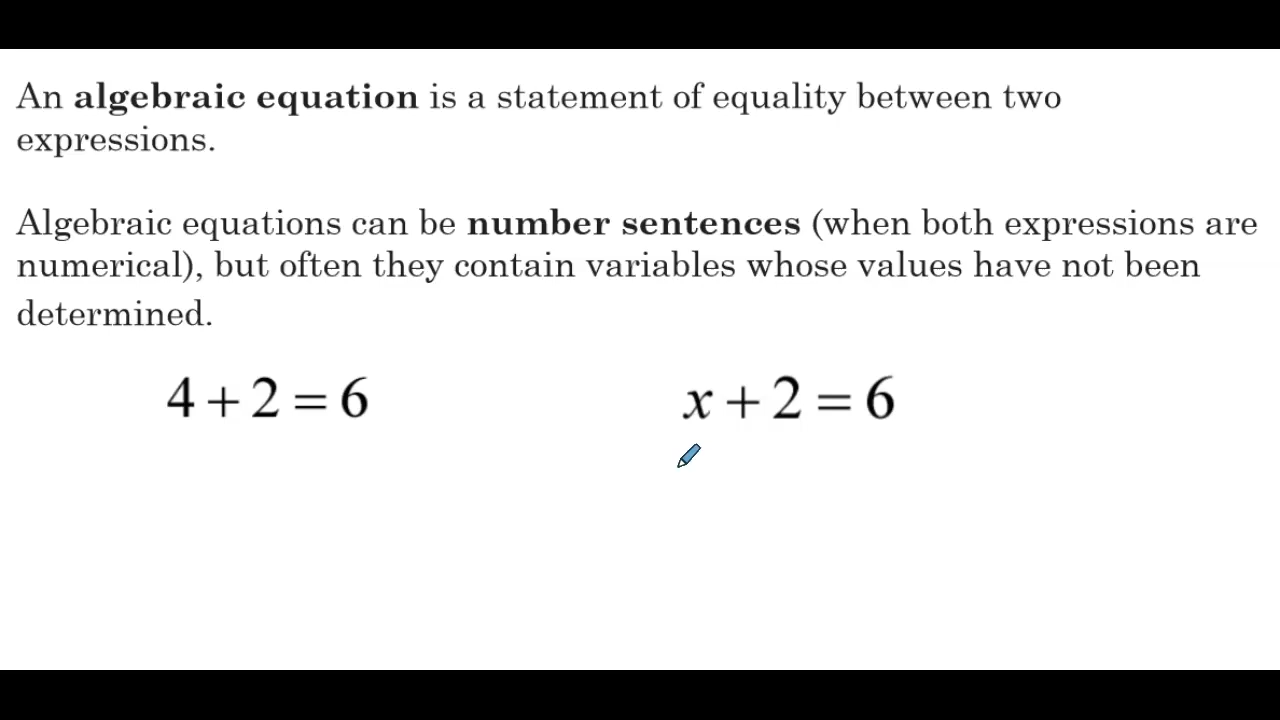 An algebraic equation is a statement of equality between two
expressions.
Algebraic equations can be number sentences (when both expressions are
numerical), but often they contain variables whose values have not been
determined.
4 + 2 = 6
x + 2 = 6